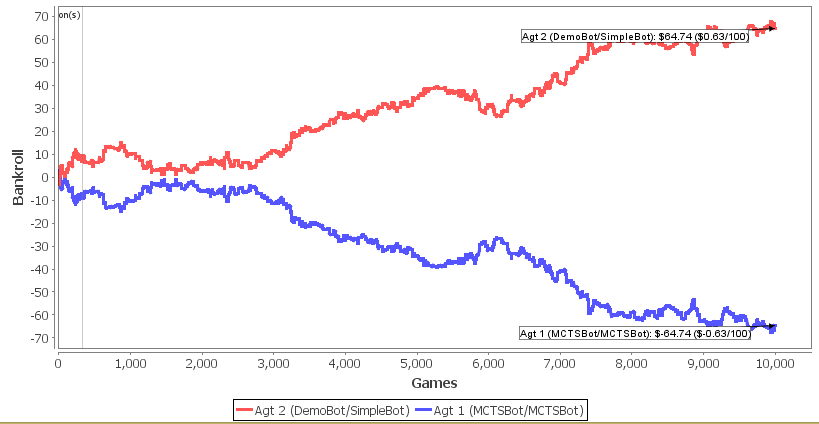 on(s)
70
60
50
40
30
20
10
0
-10
-20
-30
-40
-50
-60
-70
Bankroll
Agt 2 (DemoBot/SimpleBot): $64.74 ($0.63/100)
Agt 1 (MCTSBot/MCTSBot): $-64.74 ($-0.63/100)
0 1,000 2,000 3,000 4,000 5,000 6,000 7,000 8,000 9,000 10,000
Games
Agt 2 (DemoBot/SimpleBot) Agt 1 (MCTSBot/MCTSBot)